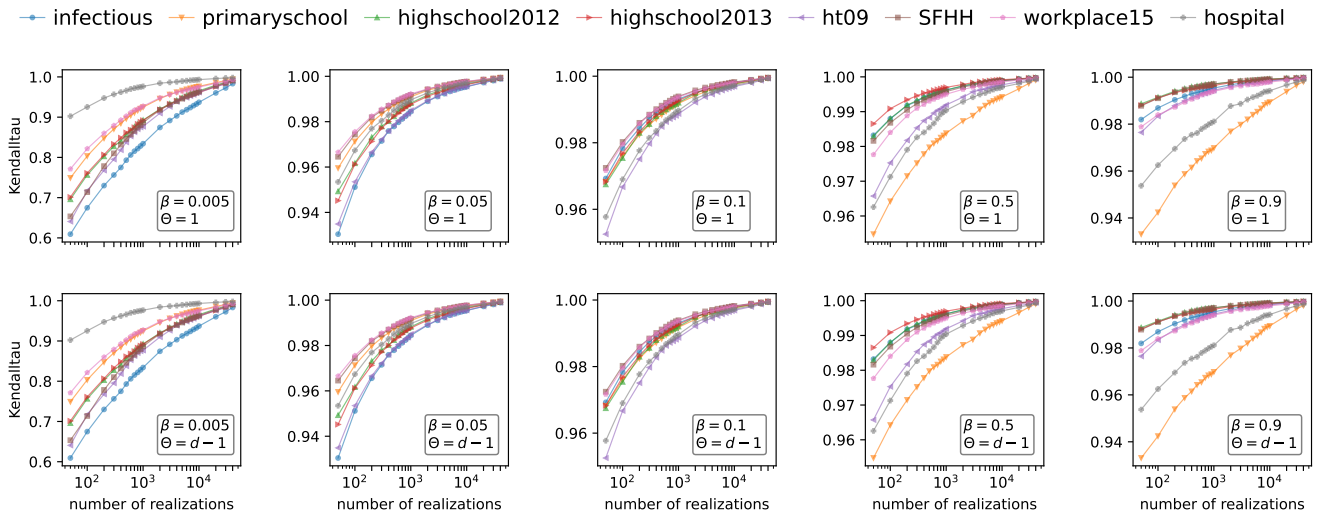 infectious primaryschool highschool2012 highschool2013 ht09 SFHH workplace15 hospital
1.0 1.00 1.00 1.00 1.00
0.9 0.98 0.98 0.99 0.98
0.8 0.96 0.96 0.98 0.96
0.7 0.94 0.97 0.94
0.6 0.96
Kendalltau
β = 0.005
Θ = 1
β = 0.05
Θ = 1
β = 0.1
Θ = 1
β = 0.5
Θ = 1
β = 0.9
Θ = 1
1.0 1.00 1.00 1.00 1.00
0.9 0.98 0.98 0.99 0.98
0.8 0.96 0.96 0.98 0.96
0.7 0.94 0.97 0.94
0.6 0.96
Kendalltau
β = 0.005
Θ = d − 1
β = 0.05
Θ = d − 1
β = 0.1
Θ = d − 1
β = 0.5
Θ = d − 1
β = 0.9
Θ = d − 1
10² 10³ 10⁴ 10² 10³ 10⁴ 10² 10³ 10⁴ 10² 10³ 10⁴ 10² 10³ 10⁴
number of realizations number of realizations number of realizations number of realizations number of realizations